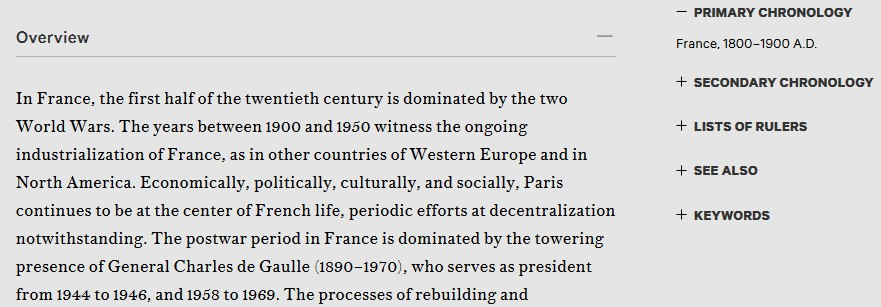 Overview
In France, the first half of the twentieth century is dominated by the two
World Wars. The years between 1900 and 1950 witness the ongoing
industrialization of France, as in other countries of Western Europe and in
North America. Economically, politically, culturally, and socially, Paris
continues to be at the center of French life, periodic efforts at decentralization
notwithstanding. The postwar period in France is dominated by the towering
presence of General Charles de Gaulle (1890–1970), who serves as president
from 1944 to 1946, and 1958 to 1969. The processes of rebuilding and
— PRIMARY CHRONOLOGY
France, 1800–1900 A.D.
+ SECONDARY CHRONOLOGY
+ LISTS OF RULERS
+ SEE ALSO
+ KEYWORDS